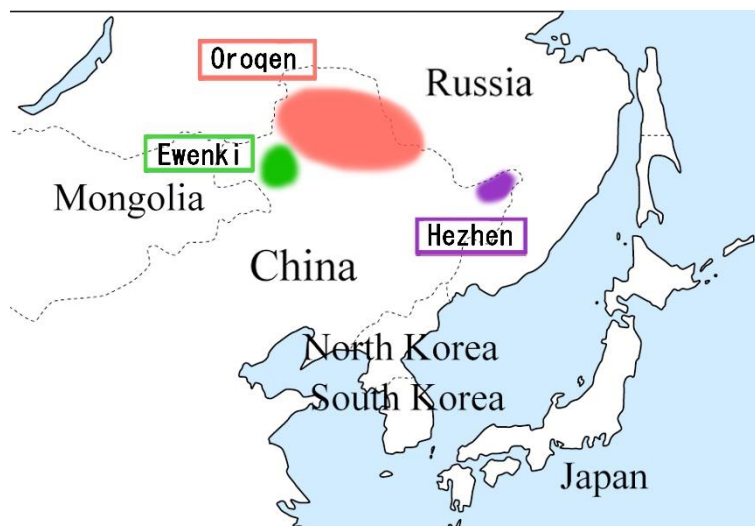 Oroqen
Russia
Ewenki
Mongolia
Hezhen
China
North Korea
South Korea
Japan